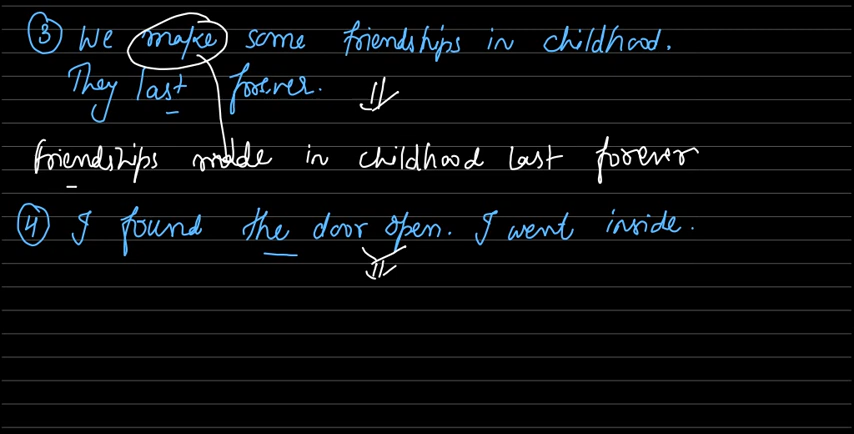 ③ We make some friendships in childhood.
They last forever.
friendships made in childhood last forever
④ I found the door open. I went inside.